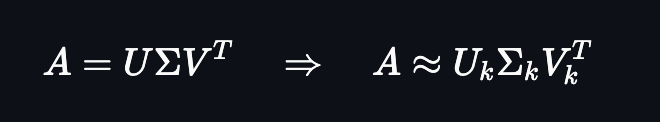 A = UΣV^T ⇒ A ≈ U_kΣ_kV_k^T